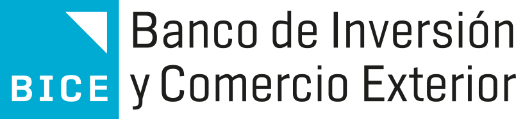 BICE
Banco de Inversión
y Comercio Exterior